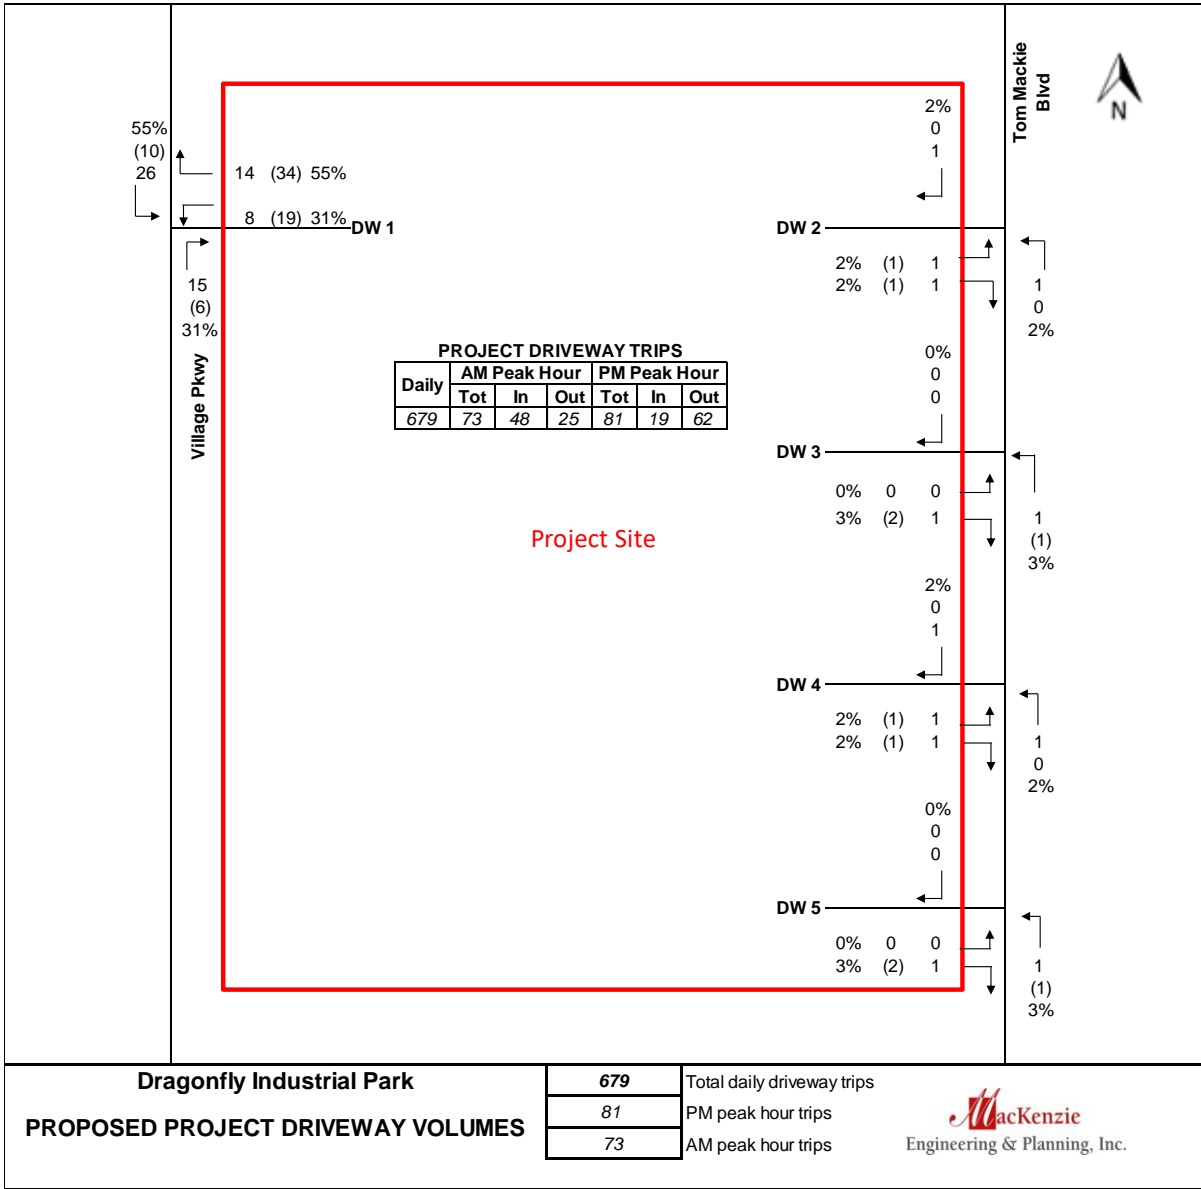 Tom Mackie
Blvd
N
2%
0
1
55%
(10)
26
14 (34) 55%
8 (19) 31%
DW 1
DW 2
15
(6)
31%
2% (1) 1
2% (1) 1
1
0
2%
Village Pkwy
PROJECT DRIVEWAY TRIPS
Daily AM Peak Hour PM Peak Hour
Tot In Out Tot In Out
679 73 48 25 81 19 62
0%
0
0
DW 3
0% 0 0
3% (2) 1
1
(1)
3%
Project Site
2%
0
1
DW 4
2% (1) 1
2% (1) 1
1
0
2%
0%
0
0
DW 5
0% 0 0
3% (2) 1
1
(1)
3%
Dragonfly Industrial Park
PROPOSED PROJECT DRIVEWAY VOLUMES
679 Total daily driveway trips
81 PM peak hour trips
73 AM peak hour trips
MacKenzie
Engineering & Planning, Inc.